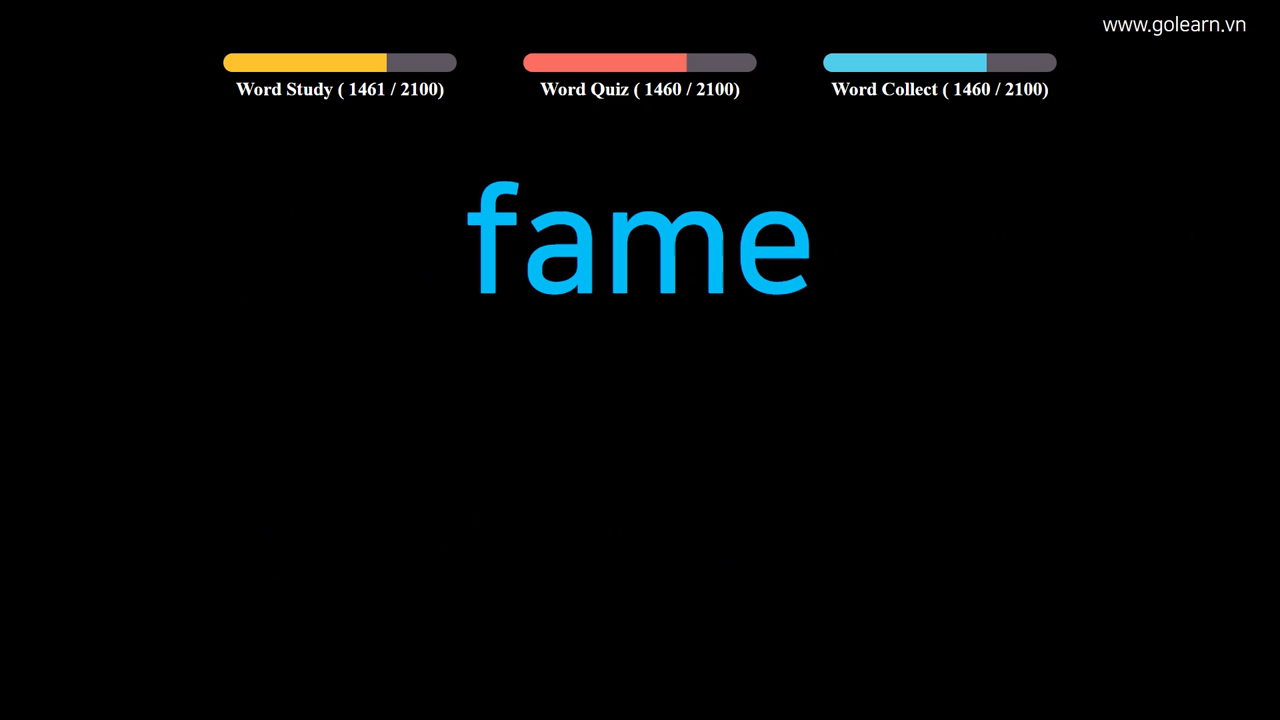 www.golearn.vn
Word Study ( 1461 / 2100)
Word Quiz ( 1460 / 2100)
Word Collect ( 1460 / 2100)
fame